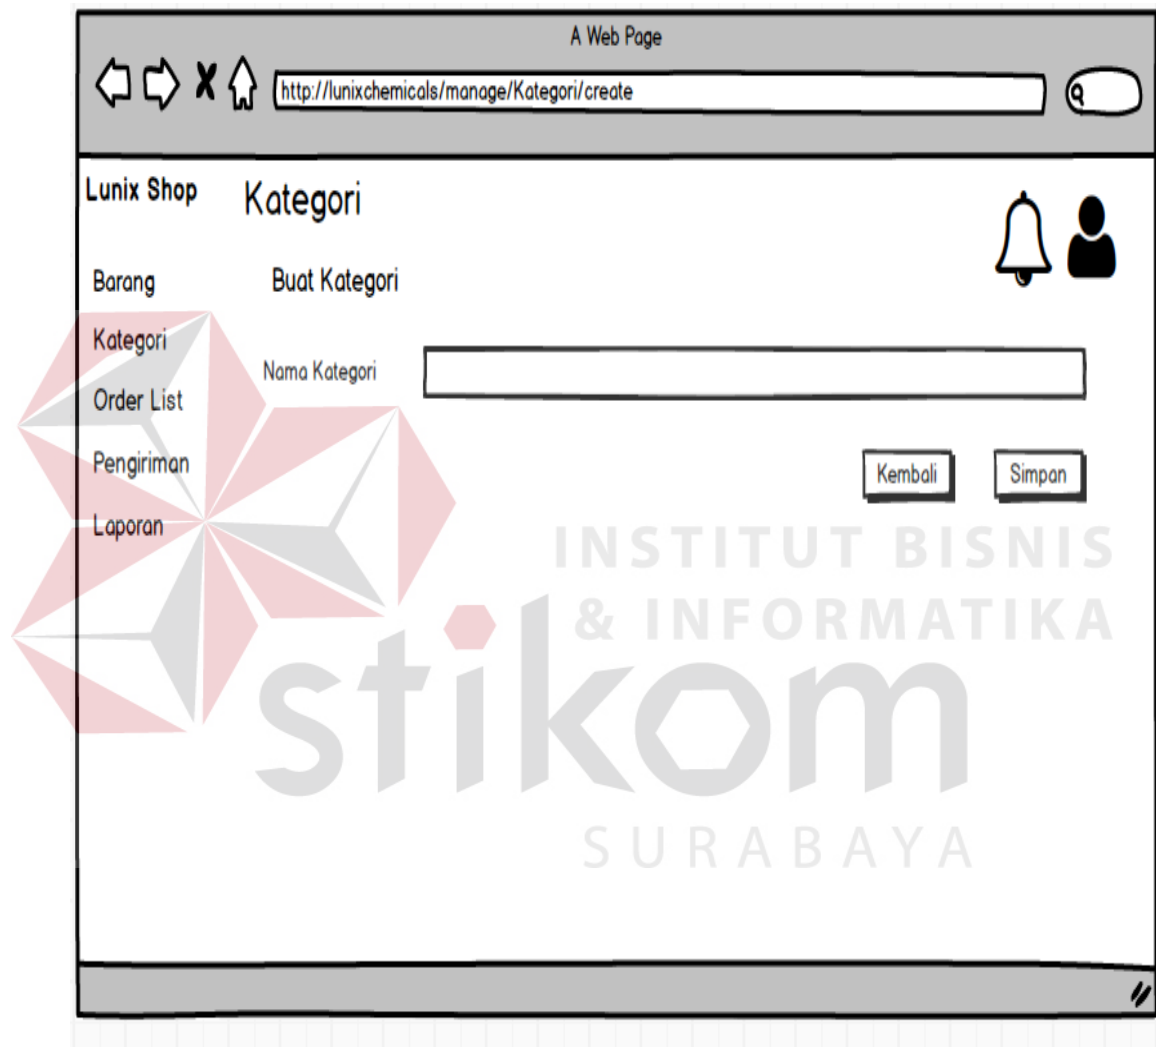 A Web Page
http://lunixchemicals/manage/Kategori/create
Lunix Shop
Kategori
Barang
Buat Kategori
Kategori
Nama Kategori
Order List
Pengiriman
Kembali
Simpan
Laporan
INSTITUT BISNIS
& INFORMATIKA
stikom
SURABAYA